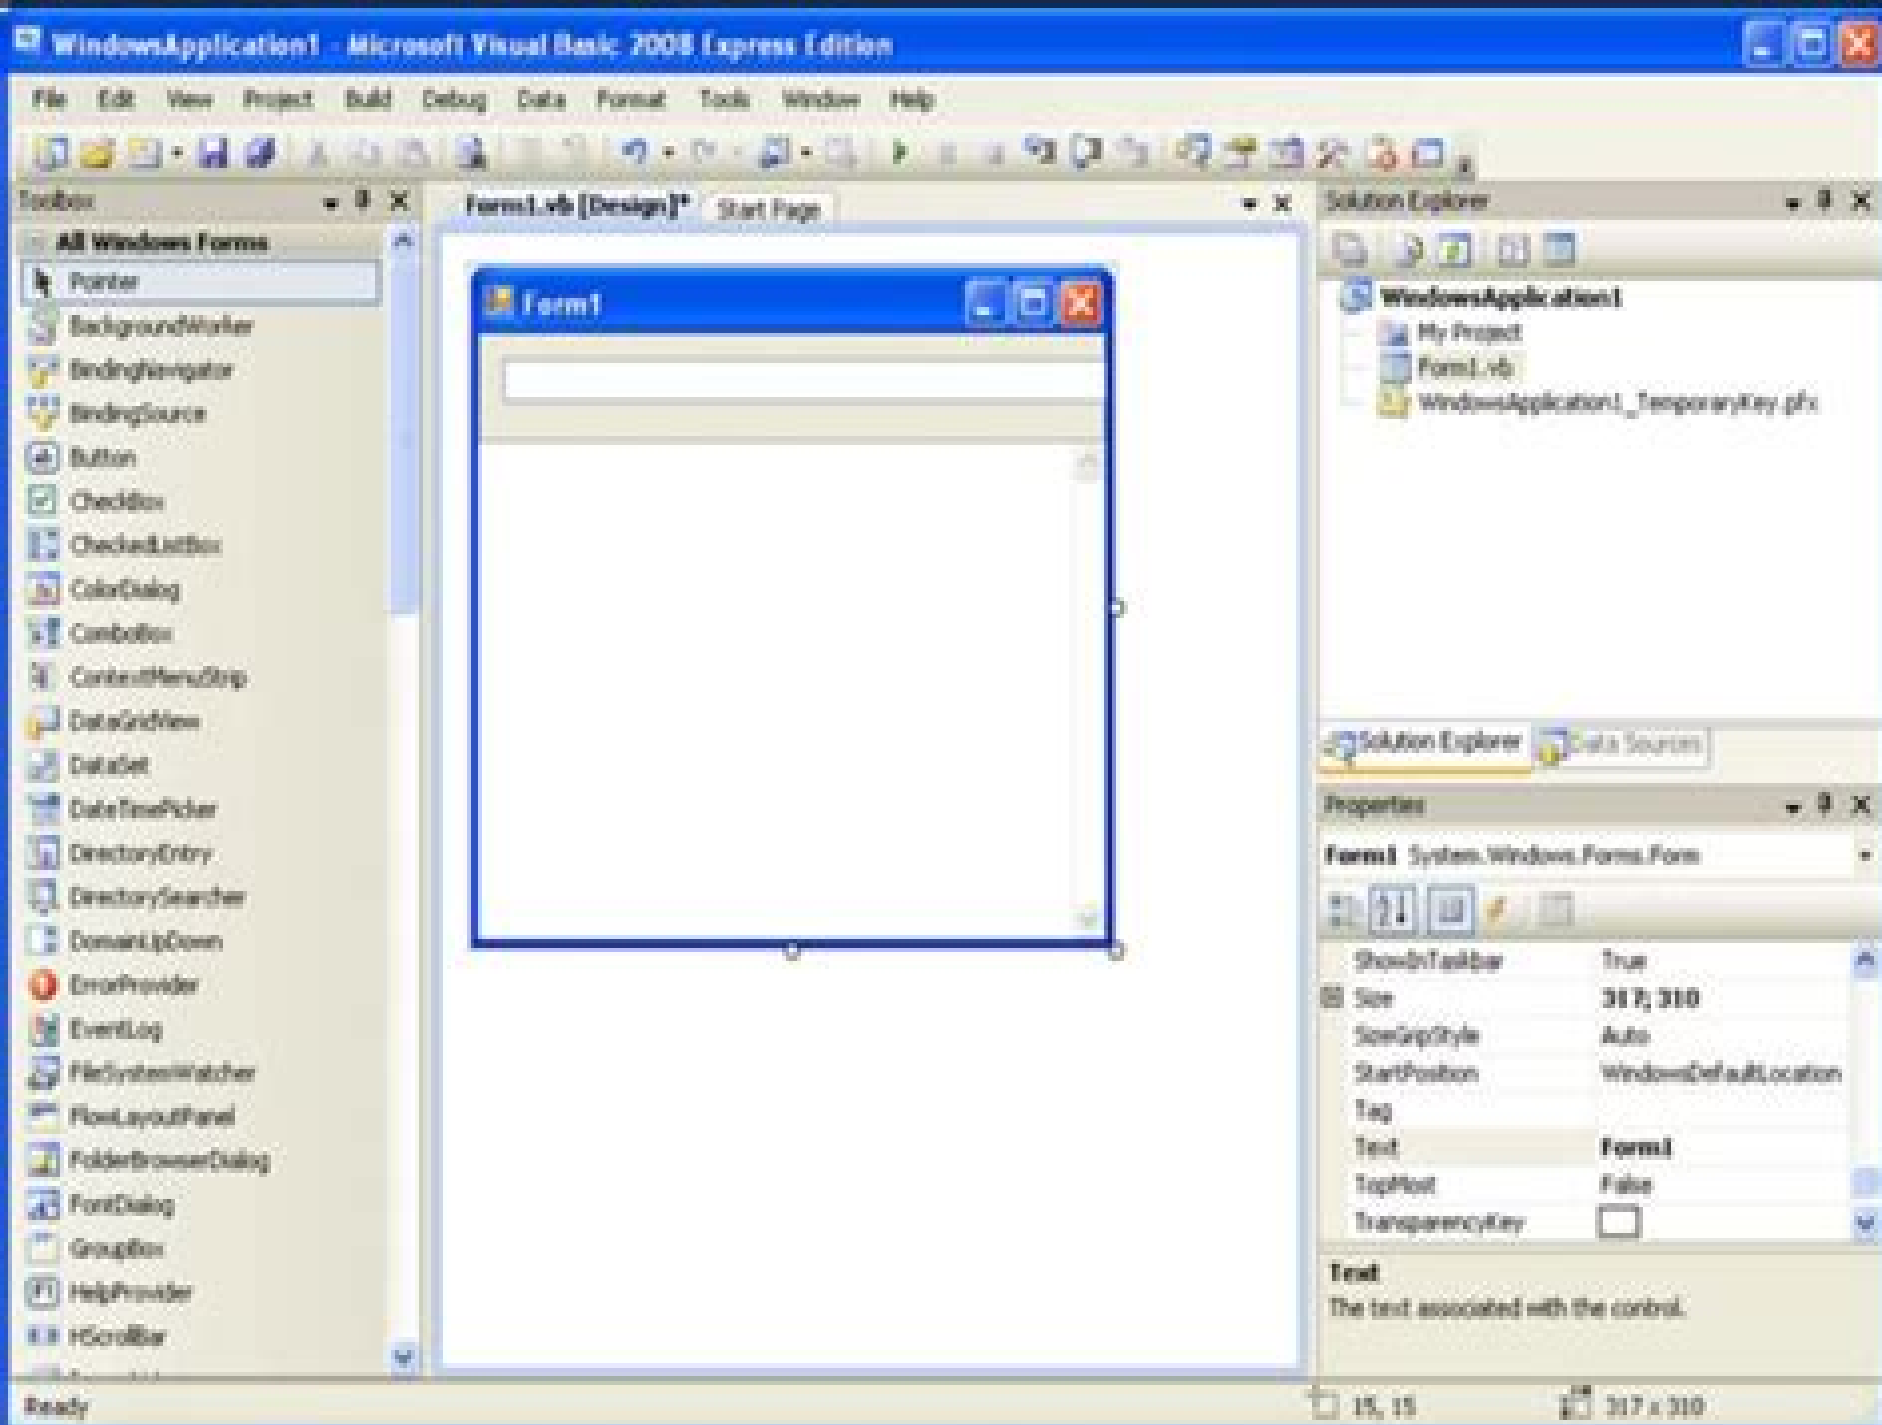 WindowsApplication1 - Microsoft Visual Basic 2008 Express Edition
File Edit View Project Build Debug Data Format Tools Window Help
Toolbox
All Windows Forms
Pointer
BackgroundWorker
BindingNavigator
BindingSource
Button
CheckBox
CheckedListBox
ColorDialog
ComboBox
ContextMenuStrip
DataGridView
DataSet
DateTimePicker
DirectoryEntry
DirectorySearcher
DomainUpDown
ErrorProvider
EventLog
FileSystemWatcher
FlowLayoutPanel
FolderBrowserDialog
FontDialog
GroupBox
HelpProvider
HScrollBar
Form1.vb [Design]* Start Page
Form1
Solution Explorer
WindowsApplication1
My Project
Form1.vb
WindowsApplication1_TemporaryKey.pfx
Solution Explorer Data Sources
Properties
Form1 System.Windows.Forms.Form
ShowInTaskbar True
Size 317; 310
SizeGripStyle Auto
StartPosition WindowsDefaultLocation
Tag
Text Form1
TopMost False
TransparencyKey
Text
The text associated with the control.
Ready 15, 15 317 x 310